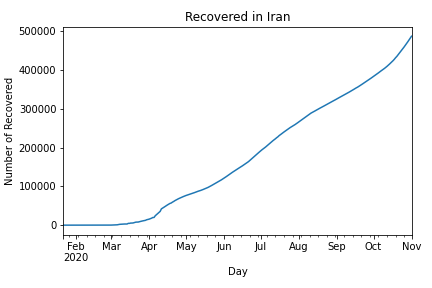 Recovered in Iran
500000
400000
300000
200000
100000
0
Number of Recovered
Feb Mar Apr May Jun Jul Aug Sep Oct Nov
2020
Day